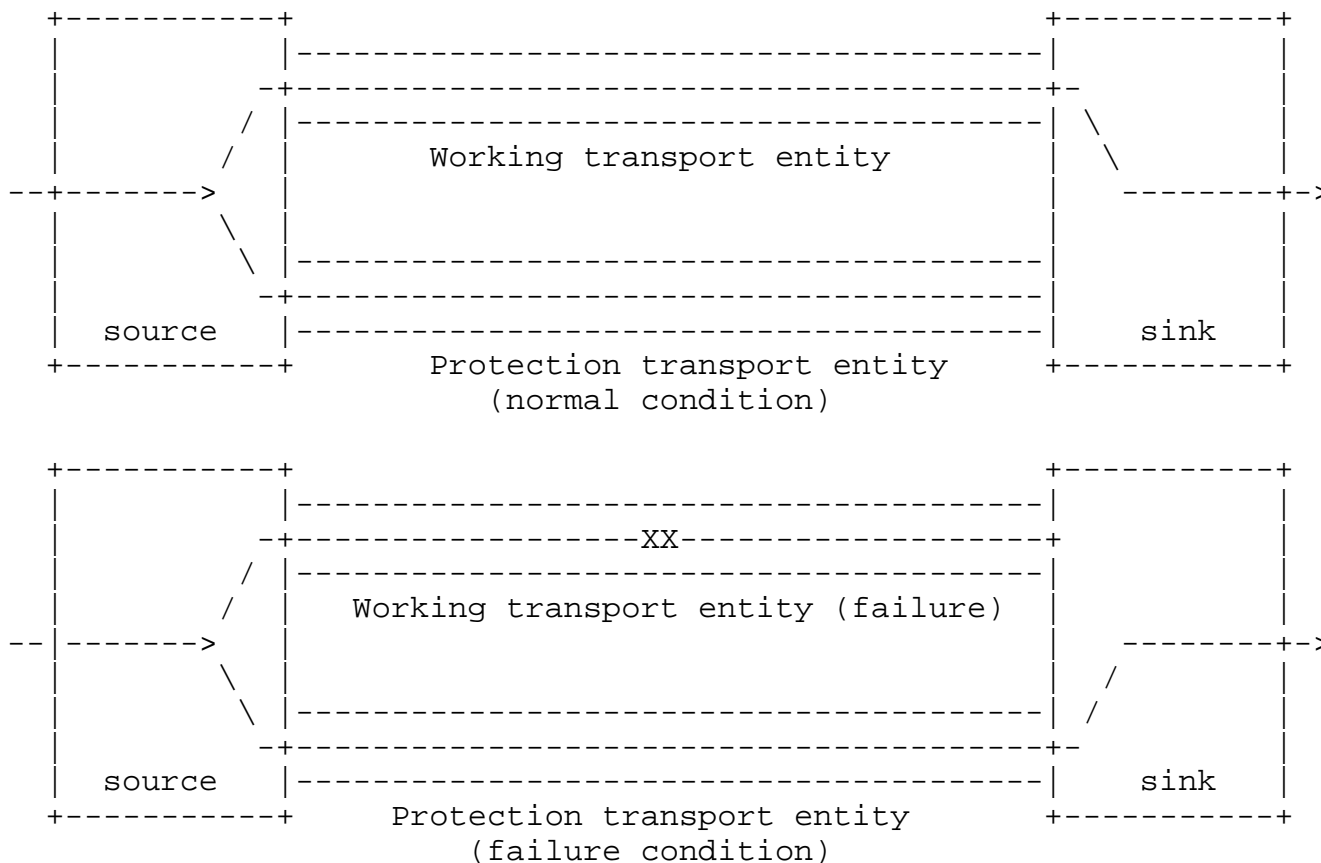 Working transport entity
source
sink
Protection transport entity
(normal condition)
XX
Working transport entity (failure)
source
sink
Protection transport entity
(failure condition)